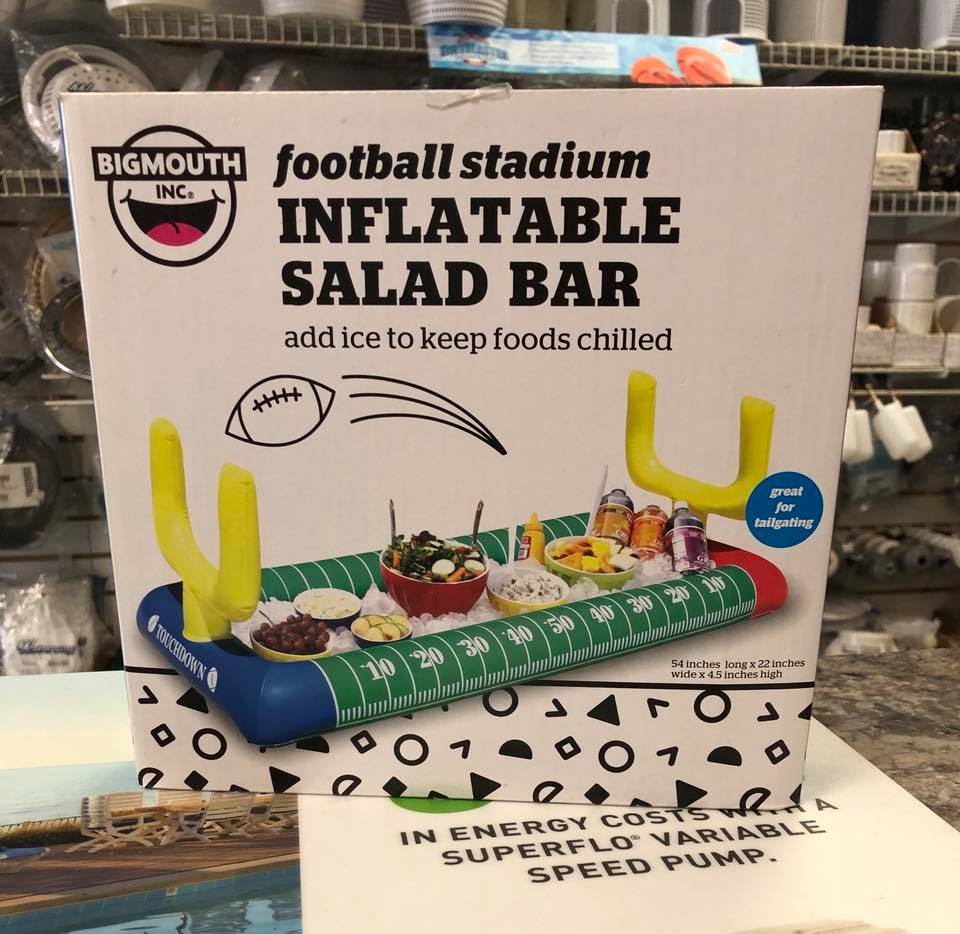 BIGMOUTH
INC.®
football stadium
INFLATABLE
SALAD BAR
add ice to keep foods chilled
great
for
tailgating
TOUCHDOWN
10 20 30 40 50 40 30 20 10
54 inches long x 22 inches
wide x 4.5 inches high
IN ENERGY COSTS WITH A
SUPERFLO® VARIABLE
SPEED PUMP.